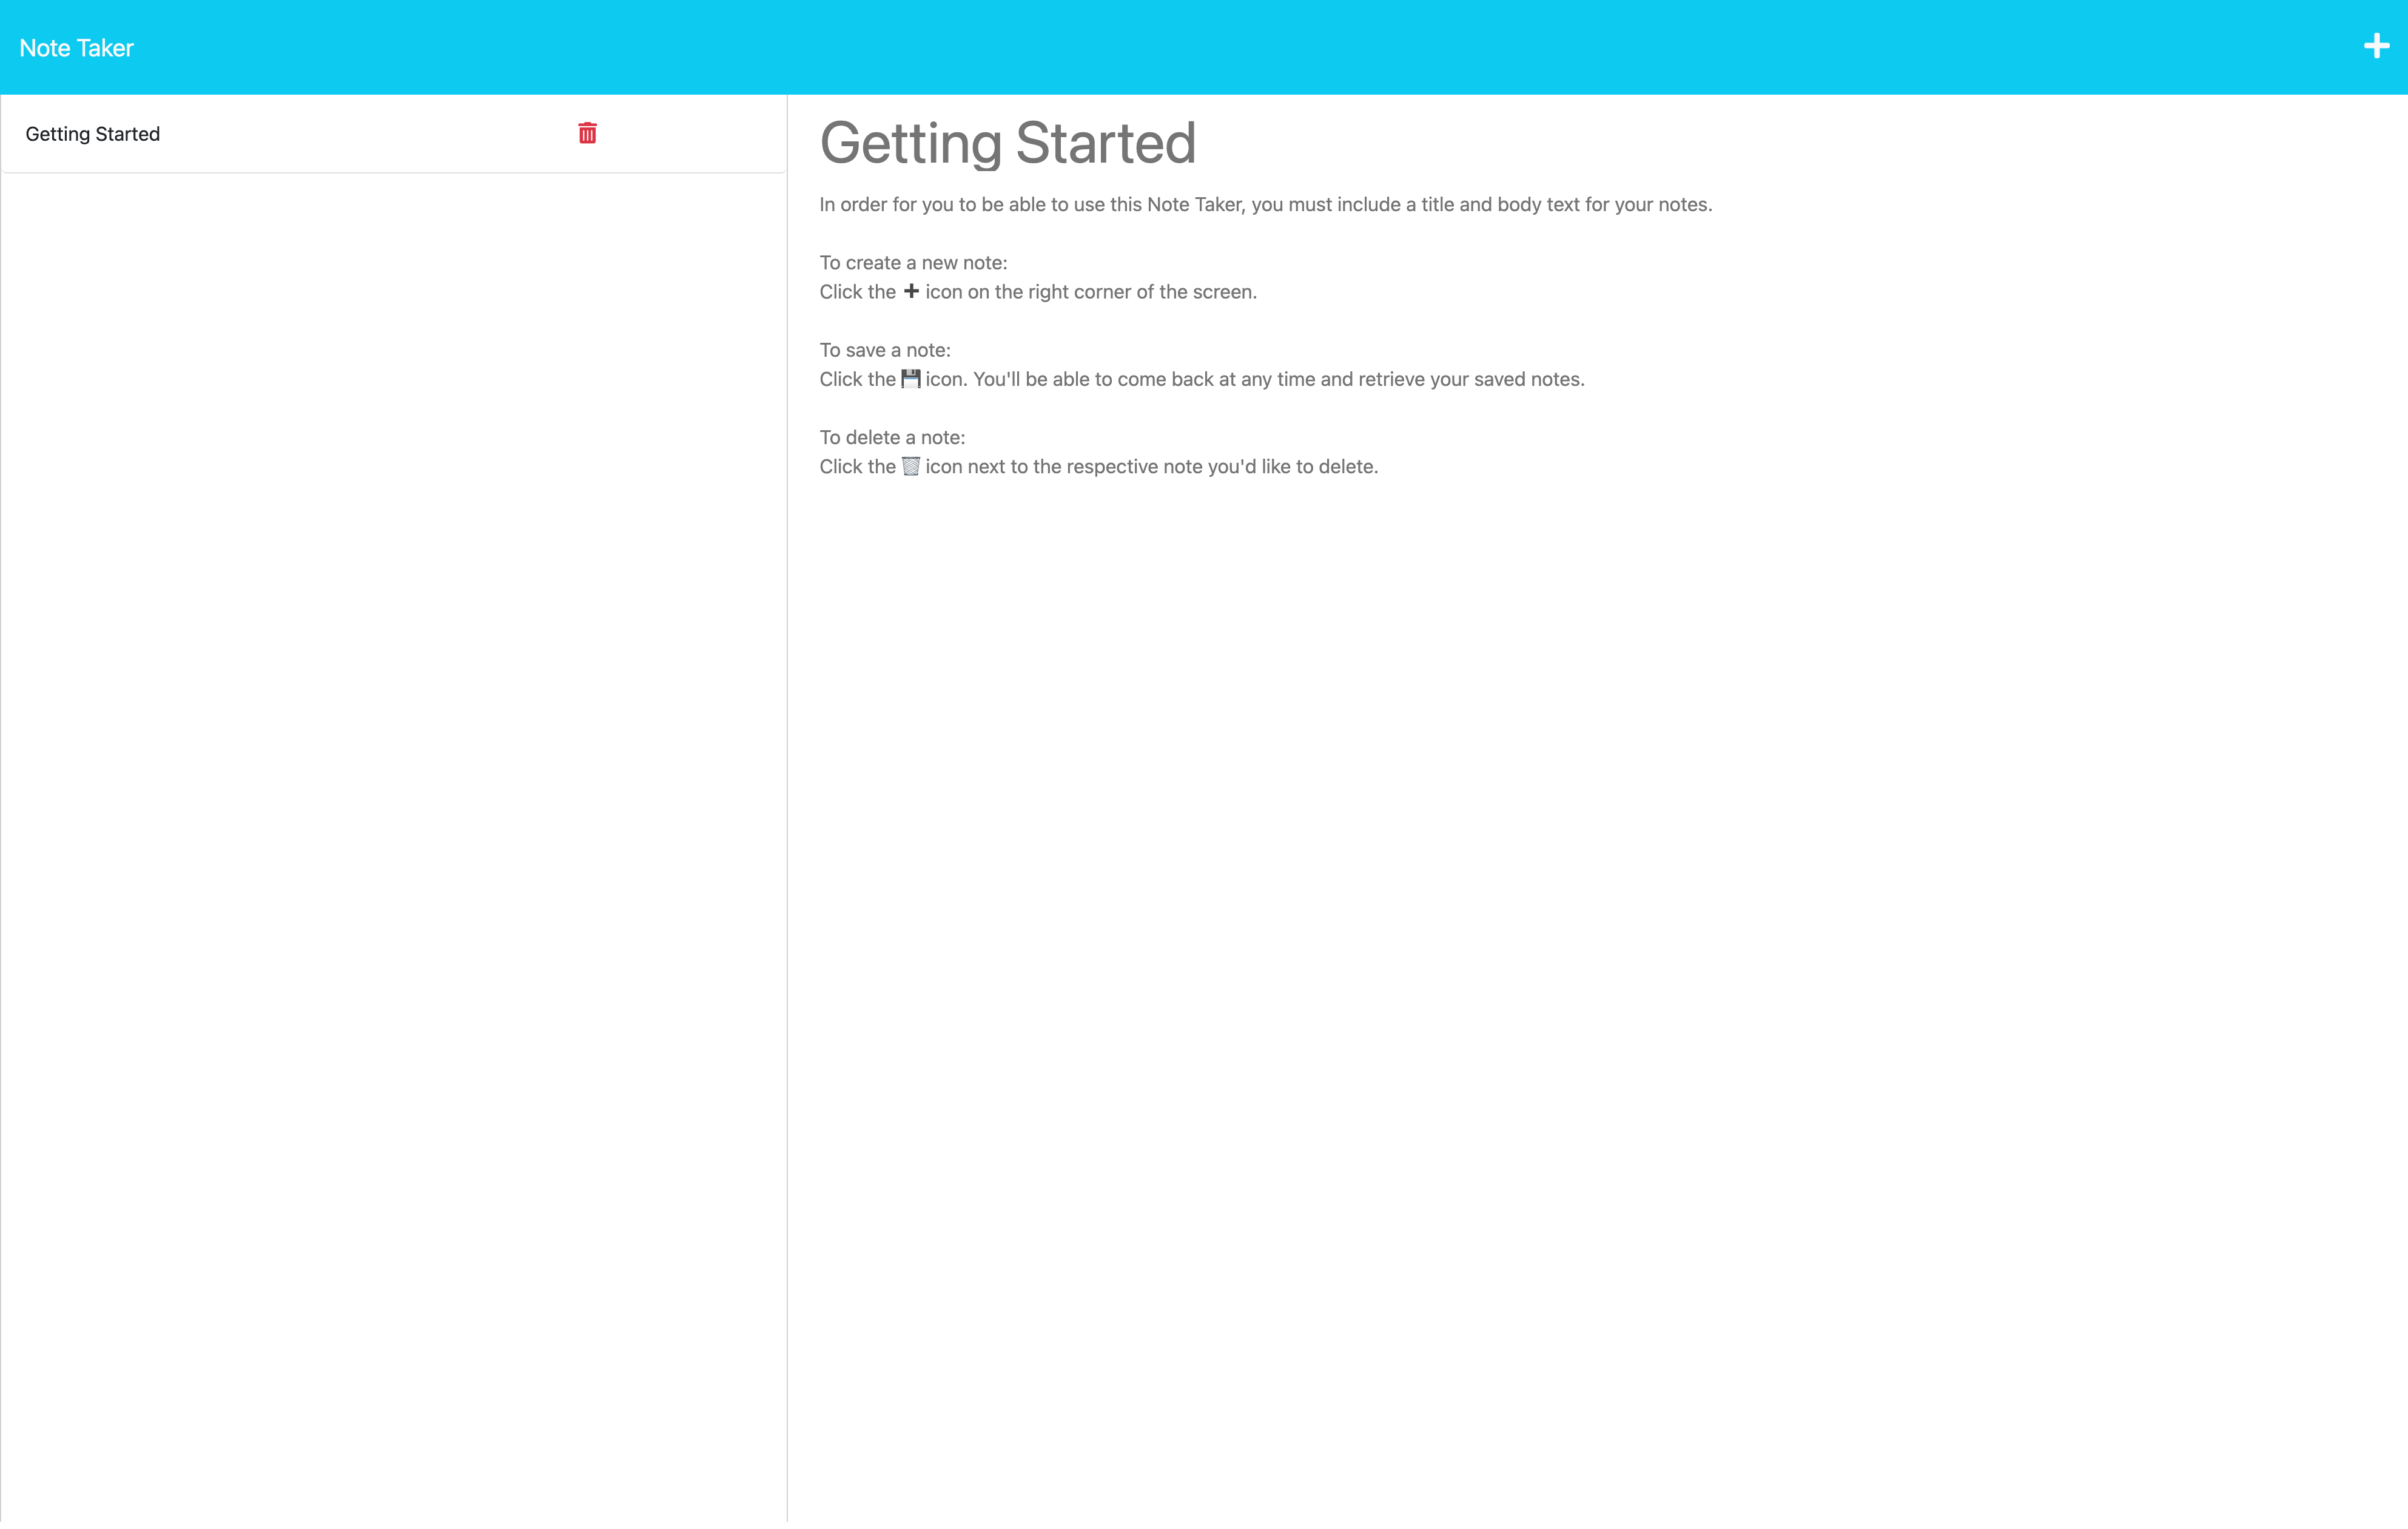 Note Taker
Getting Started
Getting Started
In order for you to be able to use this Note Taker, you must include a title and body text for your notes.
To create a new note:
Click the ➕ icon on the right corner of the screen.
To save a note:
Click the 💾 icon. You'll be able to come back at any time and retrieve your saved notes.
To delete a note:
Click the 🗑️ icon next to the respective note you'd like to delete.